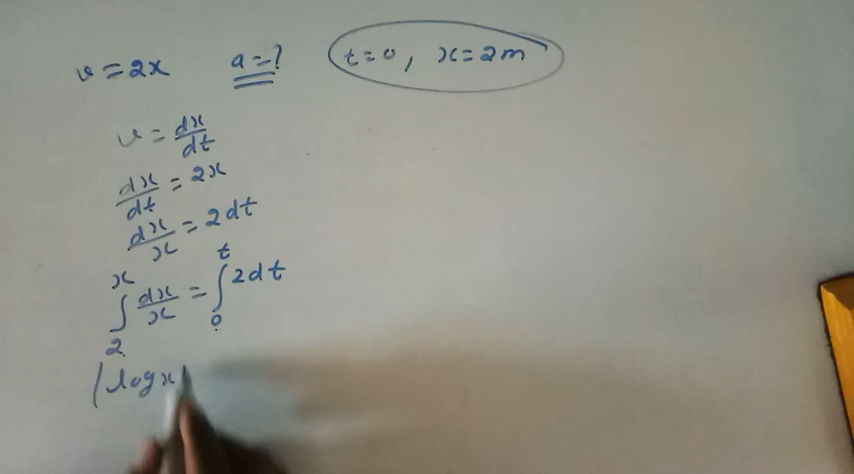 v = 2x a = ? t = 0, x = 2m
v = dx/dt
dx/dt = 2x
dx/x = 2dt
∫₂ˣ dx/x = ∫₀ᵗ 2dt
|log x|